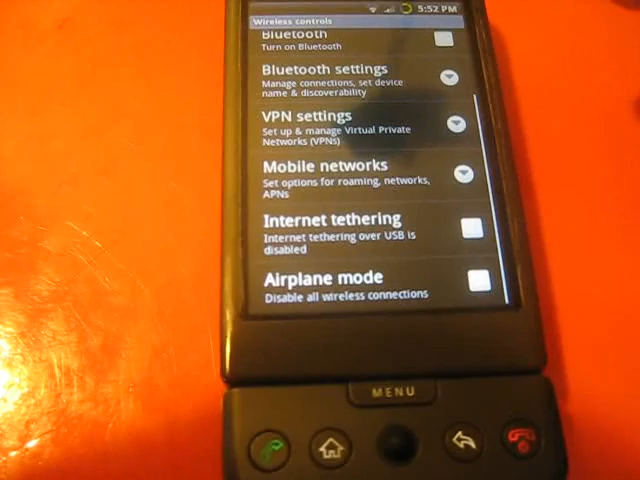 5:52 PM
Wireless controls
Bluetooth
Turn on Bluetooth
Bluetooth settings
Manage connections, set device
name & discoverability
VPN settings
Set up & manage Virtual Private
Networks (VPNs)
Mobile networks
Set options for roaming, networks,
APNs
Internet tethering
Internet tethering over USB is
disabled
Airplane mode
Disable all wireless connections
MENU